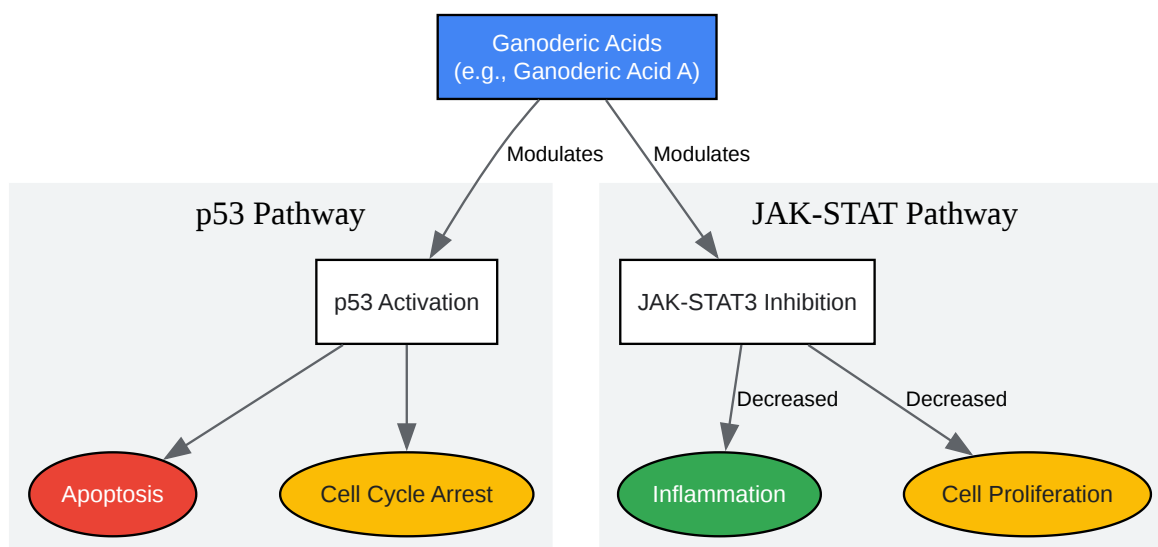 Ganoderic Acids
(e.g., Ganoderic Acid A)
Modulates
Modulates
p53 Pathway
JAK-STAT Pathway
p53 Activation
JAK-STAT3 Inhibition
Decreased
Decreased
Apoptosis
Cell Cycle Arrest
Inflammation
Cell Proliferation